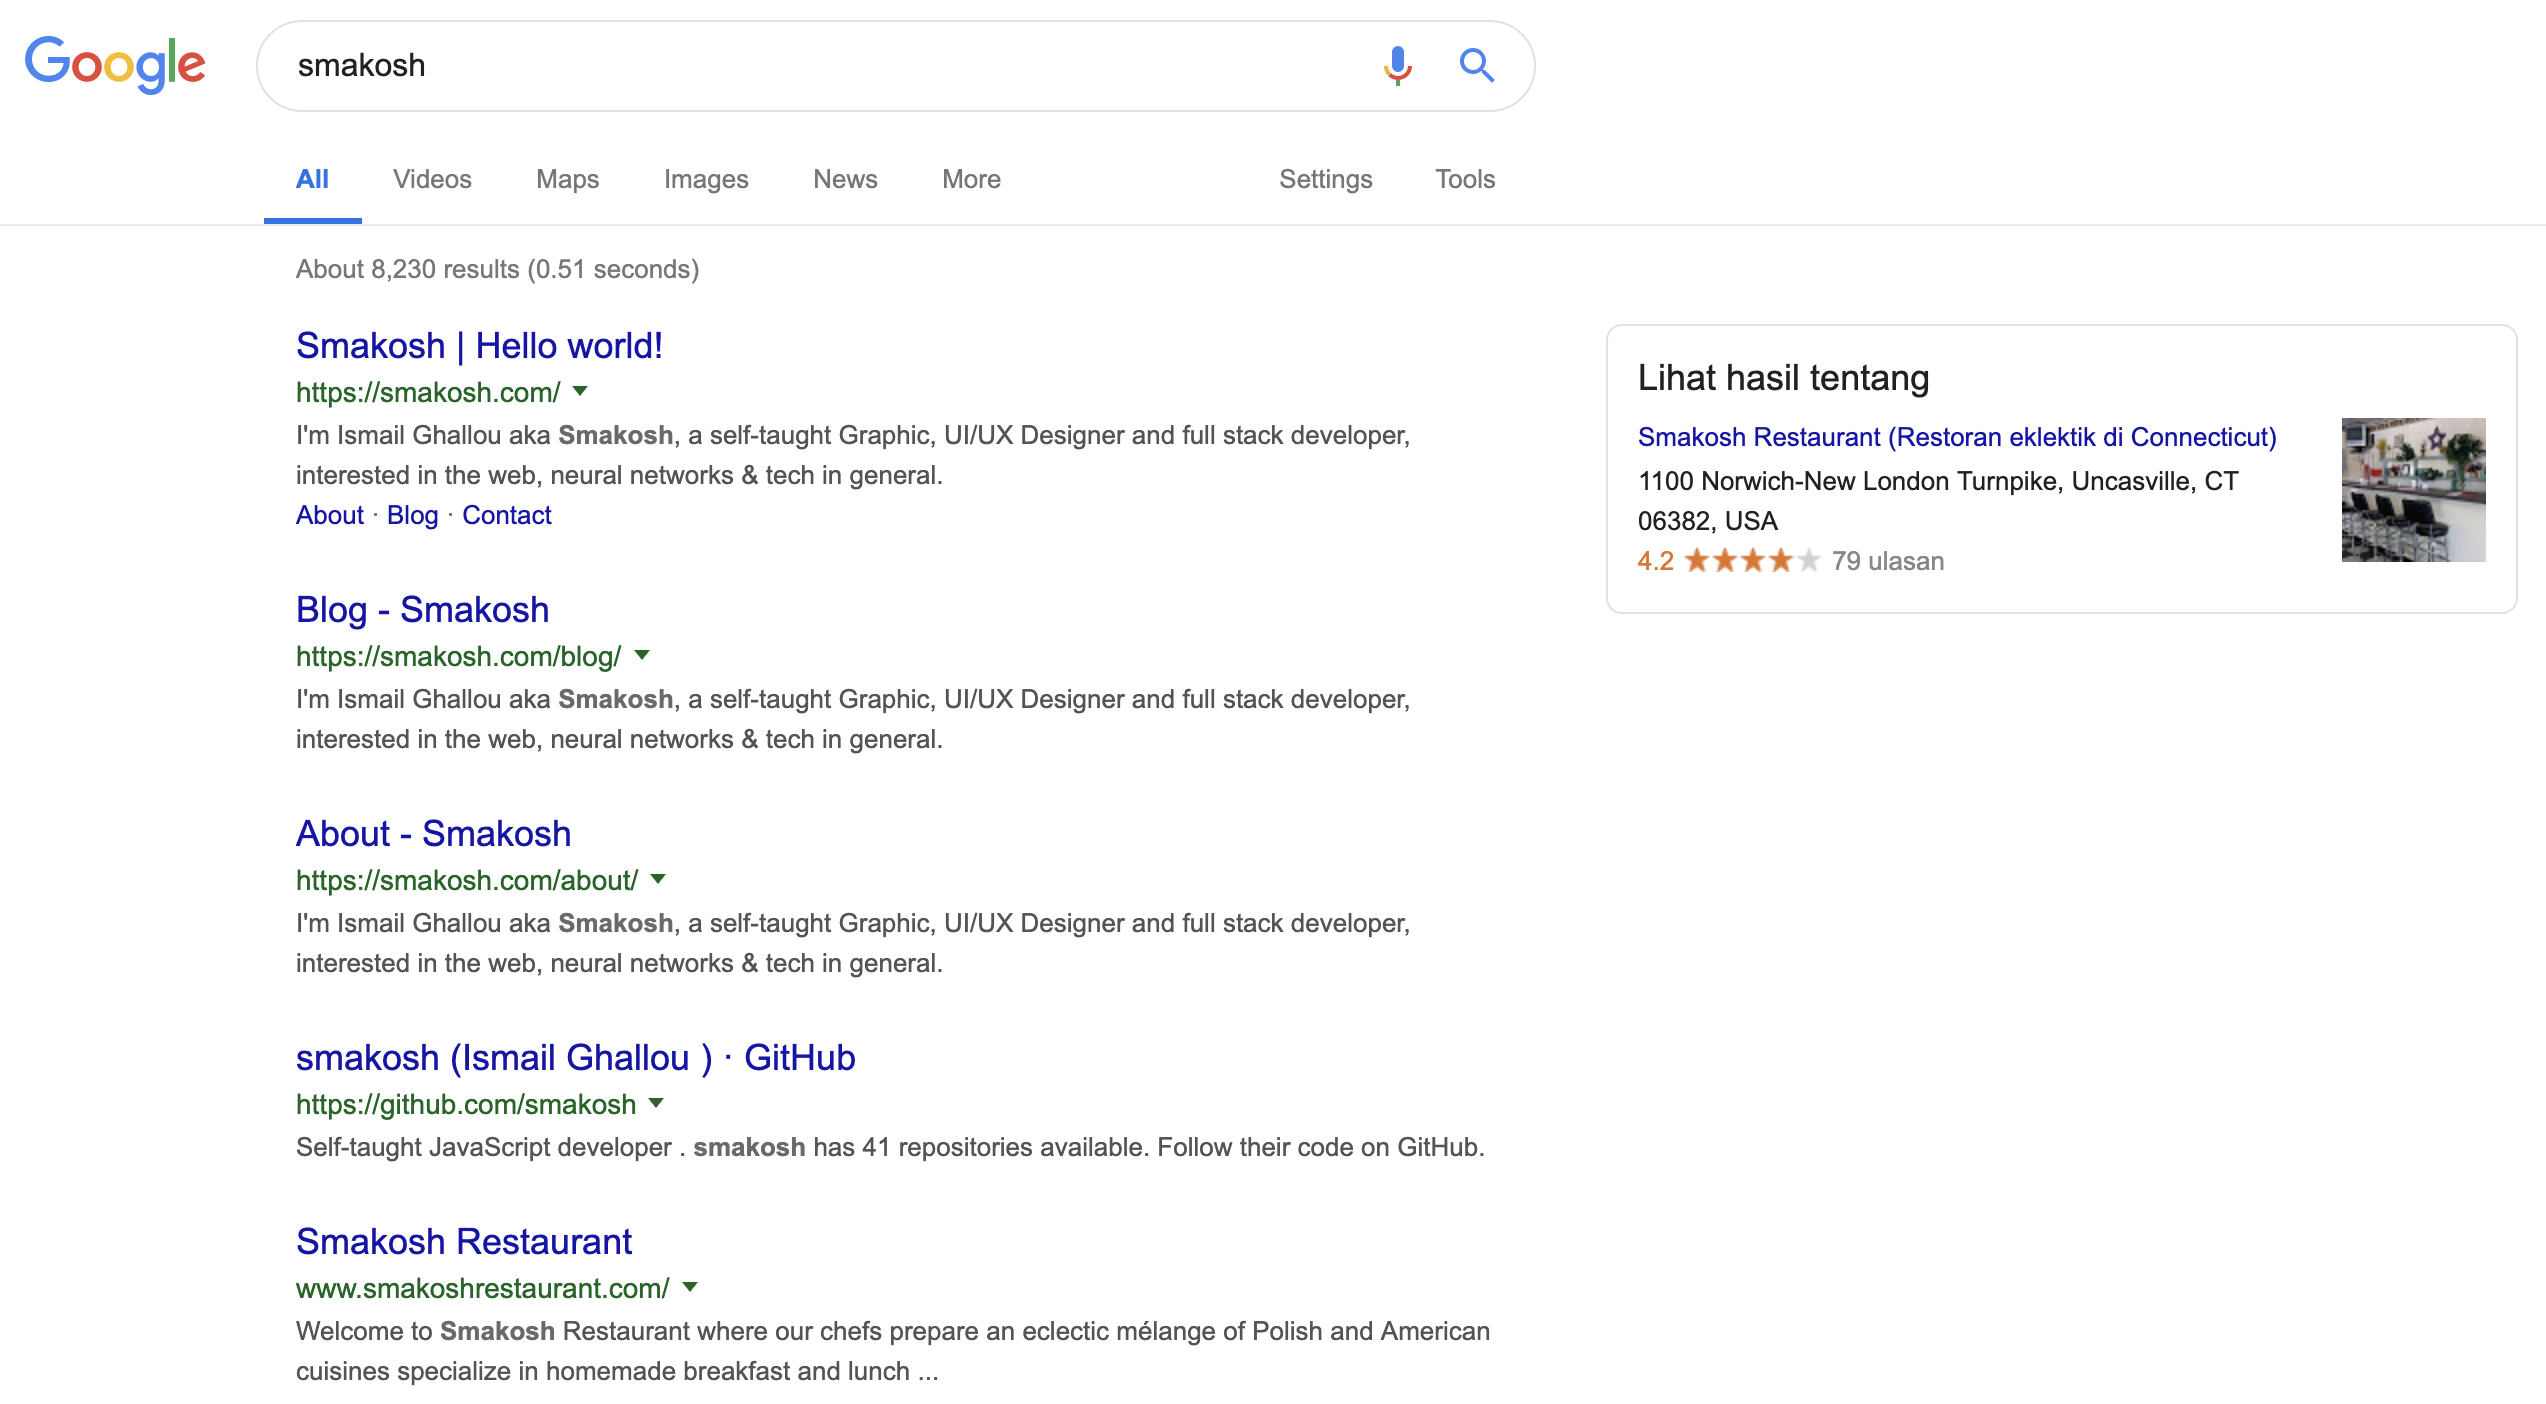 Google
smakosh
All Videos Maps Images News More Settings Tools
About 8,230 results (0.51 seconds)
Smakosh | Hello world!
https://smakosh.com/
I'm Ismail Ghallou aka Smakosh, a self-taught Graphic, UI/UX Designer and full stack developer,
interested in the web, neural networks & tech in general.
About · Blog · Contact
Blog - Smakosh
https://smakosh.com/blog/
I'm Ismail Ghallou aka Smakosh, a self-taught Graphic, UI/UX Designer and full stack developer,
interested in the web, neural networks & tech in general.
About - Smakosh
https://smakosh.com/about/
I'm Ismail Ghallou aka Smakosh, a self-taught Graphic, UI/UX Designer and full stack developer,
interested in the web, neural networks & tech in general.
smakosh (Ismail Ghallou ) · GitHub
https://github.com/smakosh
Self-taught JavaScript developer . smakosh has 41 repositories available. Follow their code on GitHub.
Smakosh Restaurant
www.smakoshrestaurant.com/
Welcome to Smakosh Restaurant where our chefs prepare an eclectic mélange of Polish and American
cuisines specialize in homemade breakfast and lunch ...
Lihat hasil tentang
Smakosh Restaurant (Restoran eklektik di Connecticut)
1100 Norwich-New London Turnpike, Uncasville, CT
06382, USA
4.2 ★★★★★ 79 ulasan